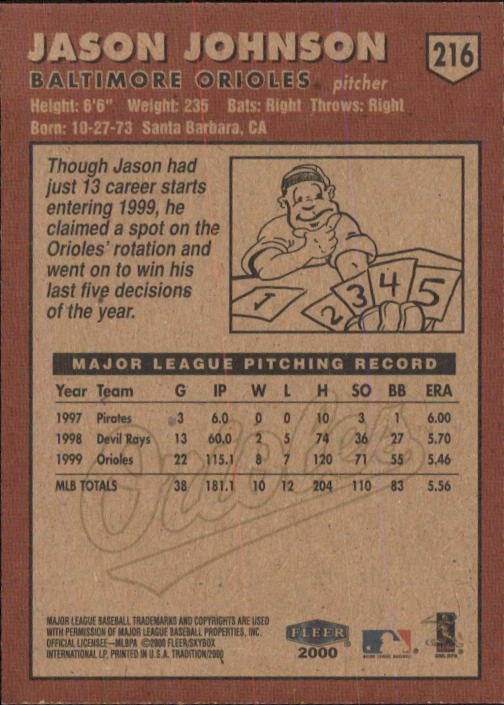 JASON JOHNSON
216
BALTIMORE ORIOLES pitcher
Height: 6'6" Weight: 235 Bats: Right Throws: Right
Born: 10-27-73 Santa Barbara, CA
Though Jason had
just 13 career starts
entering 1999, he
claimed a spot on the
Orioles' rotation and
went on to win his
last five decisions
of the year.
1 2 3 4 5
MAJOR LEAGUE PITCHING RECORD
Year Team G IP W L H SO BB ERA
1997 Pirates 3 6.0 0 0 10 3 1 6.00
1998 Devil Rays 13 60.0 2 5 74 36 27 5.70
1999 Orioles 22 115.1 8 7 120 71 55 5.46
MLB TOTALS 38 181.1 10 12 204 110 83 5.56
Orioles
MAJOR LEAGUE BASEBALL TRADEMARKS AND COPYRIGHTS ARE USED
WITH PERMISSION OF MAJOR LEAGUE BASEBALL PROPERTIES, INC.
OFFICIAL LICENSEE—MLBPA ©2000 FLEER/SKYBOX
INTERNATIONAL LP. PRINTED IN U.S.A. TRADITION/2000
FLEER
2000